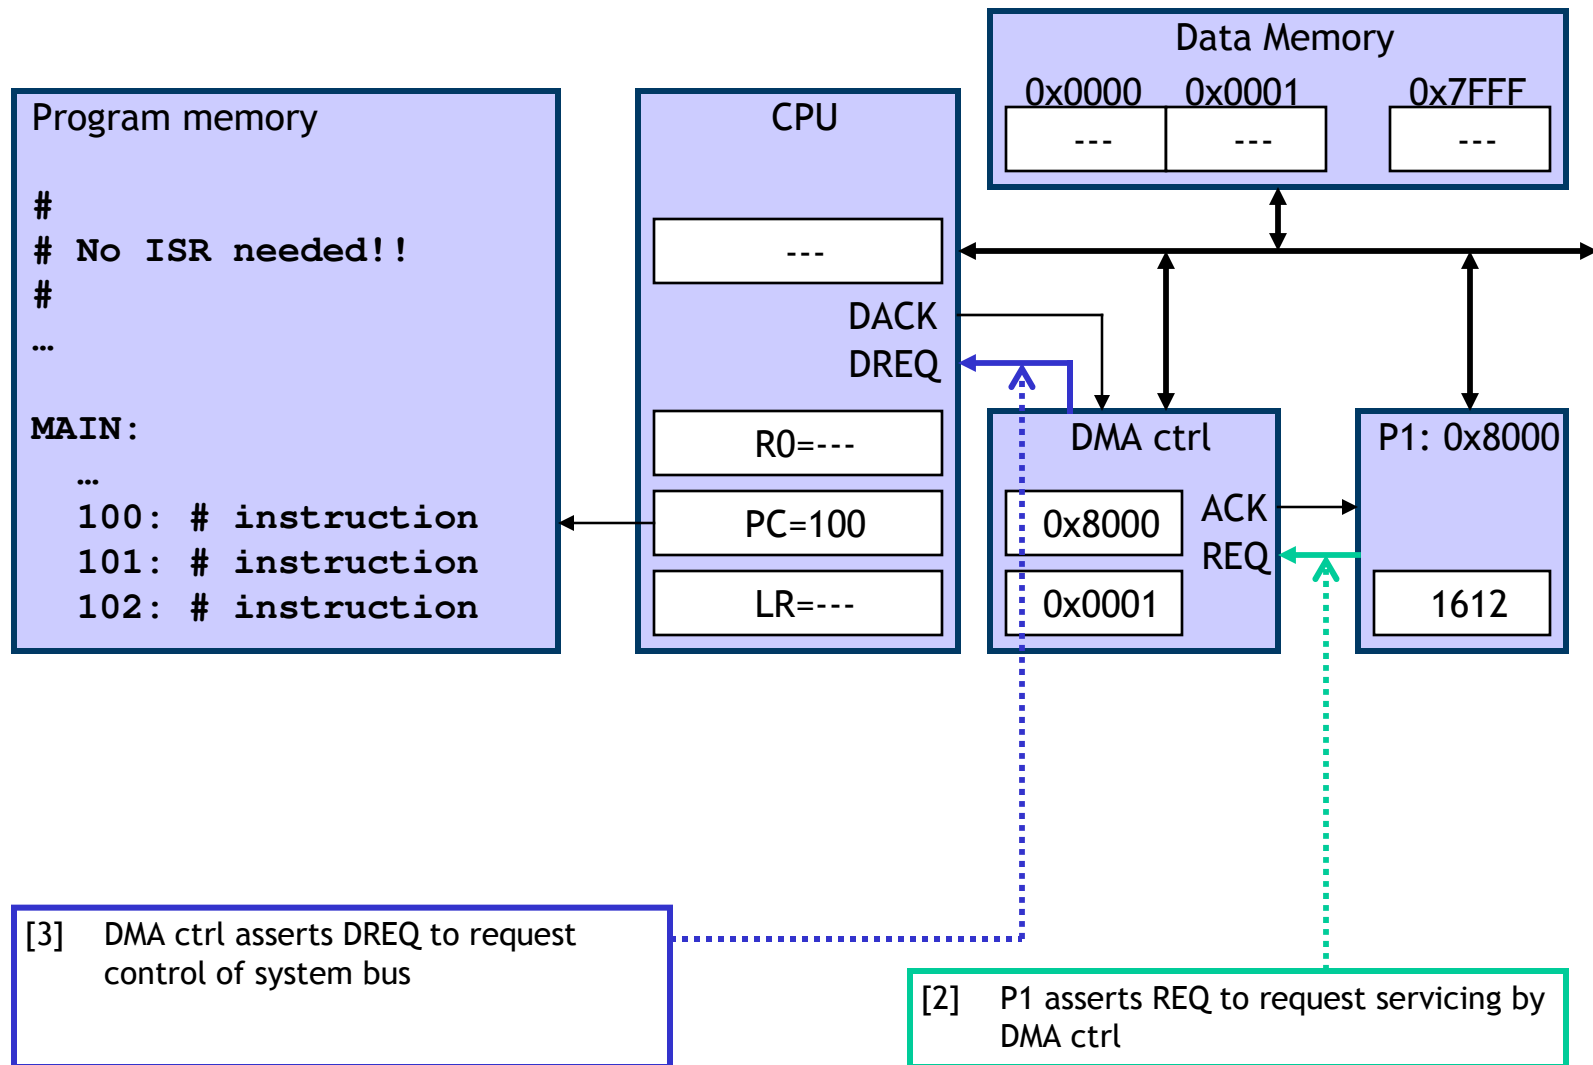 Data Memory
0x0000 0x0001 0x7FFF
--- --- ---
Program memory
#
# No ISR needed!!
#
…
MAIN:
…
100: # instruction
101: # instruction
102: # instruction
CPU
---
DACK
DREQ
R0=---
PC=100
LR=---
DMA ctrl
0x8000
0x0001
ACK
REQ
P1: 0x8000
1612
[3] DMA ctrl asserts DREQ to request
control of system bus
[2] P1 asserts REQ to request servicing by
DMA ctrl